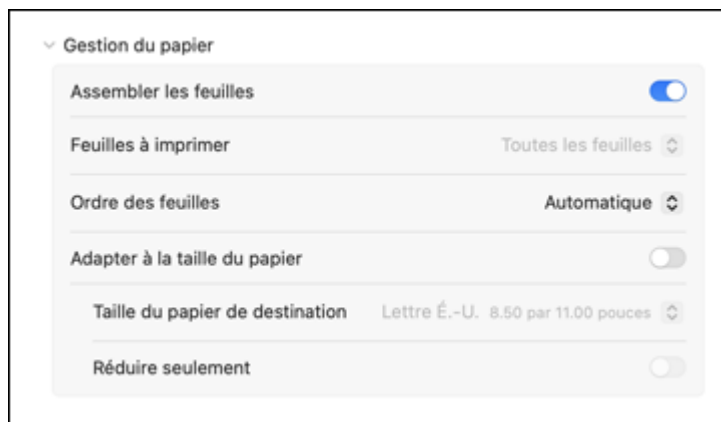 Gestion du papier
Assembler les feuilles
Feuilles à imprimer Toutes les feuilles
Ordre des feuilles Automatique
Adapter à la taille du papier
Taille du papier de destination Lettre É.-U. 8.50 par 11.00 pouces
Réduire seulement